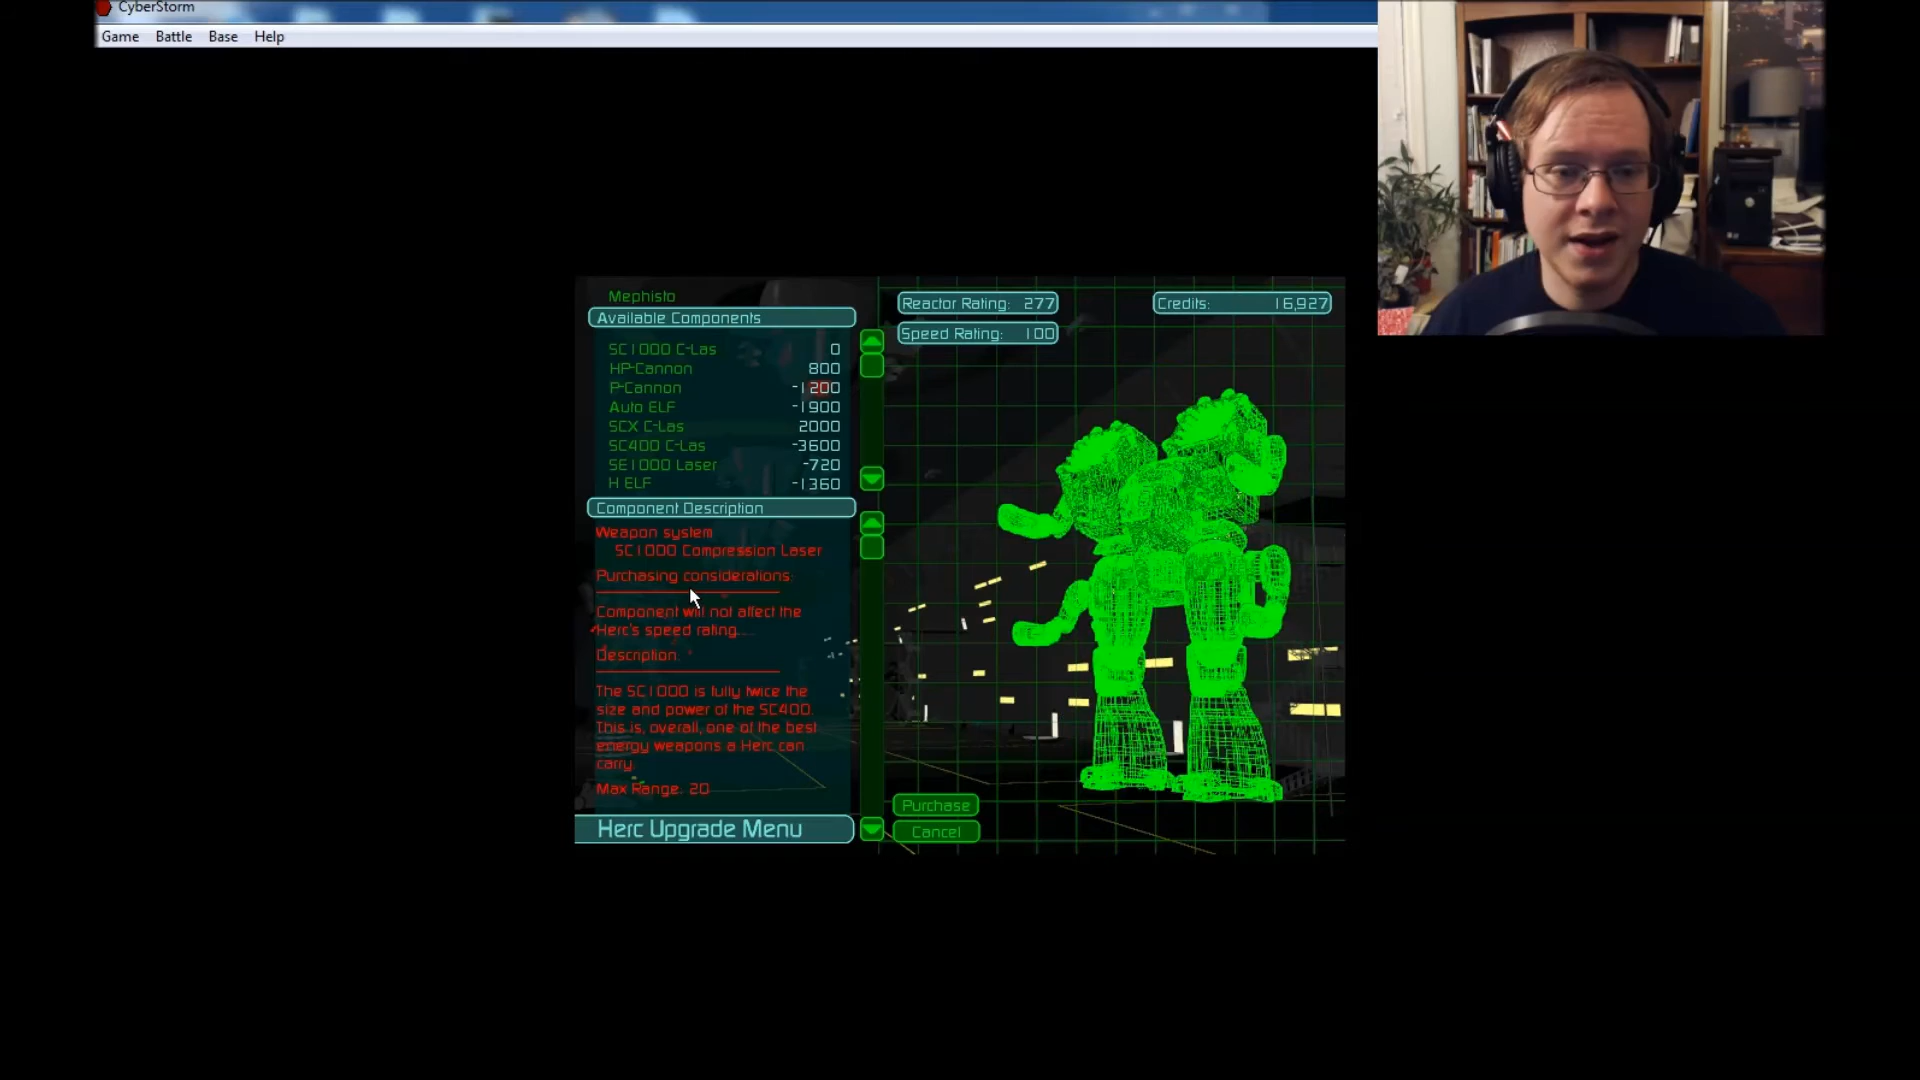 CyberStorm
Game Battle Base Help
Mephisto
Available Components
SC1000 C-Las 0
HP-Cannon 800
P-Cannon -1200
Auto ELF -1900
SCX C-Las 2000
SC400 C-Las -3600
SE1000 Laser -720
H ELF -1360
Component Description
Weapon system
SC1000 Compression Laser
Purchasing considerations:
Component will not affect the
Herc's speed rating.
Description:
The SC1000 is fully twice the
size and power of the SC400.
This is, overall, one of the best
energy weapons a Herc can
carry.
Max Range: 20
Herc Upgrade Menu
Reactor Rating: 277
Speed Rating: 100
Credits: 16,927
Purchase
Cancel